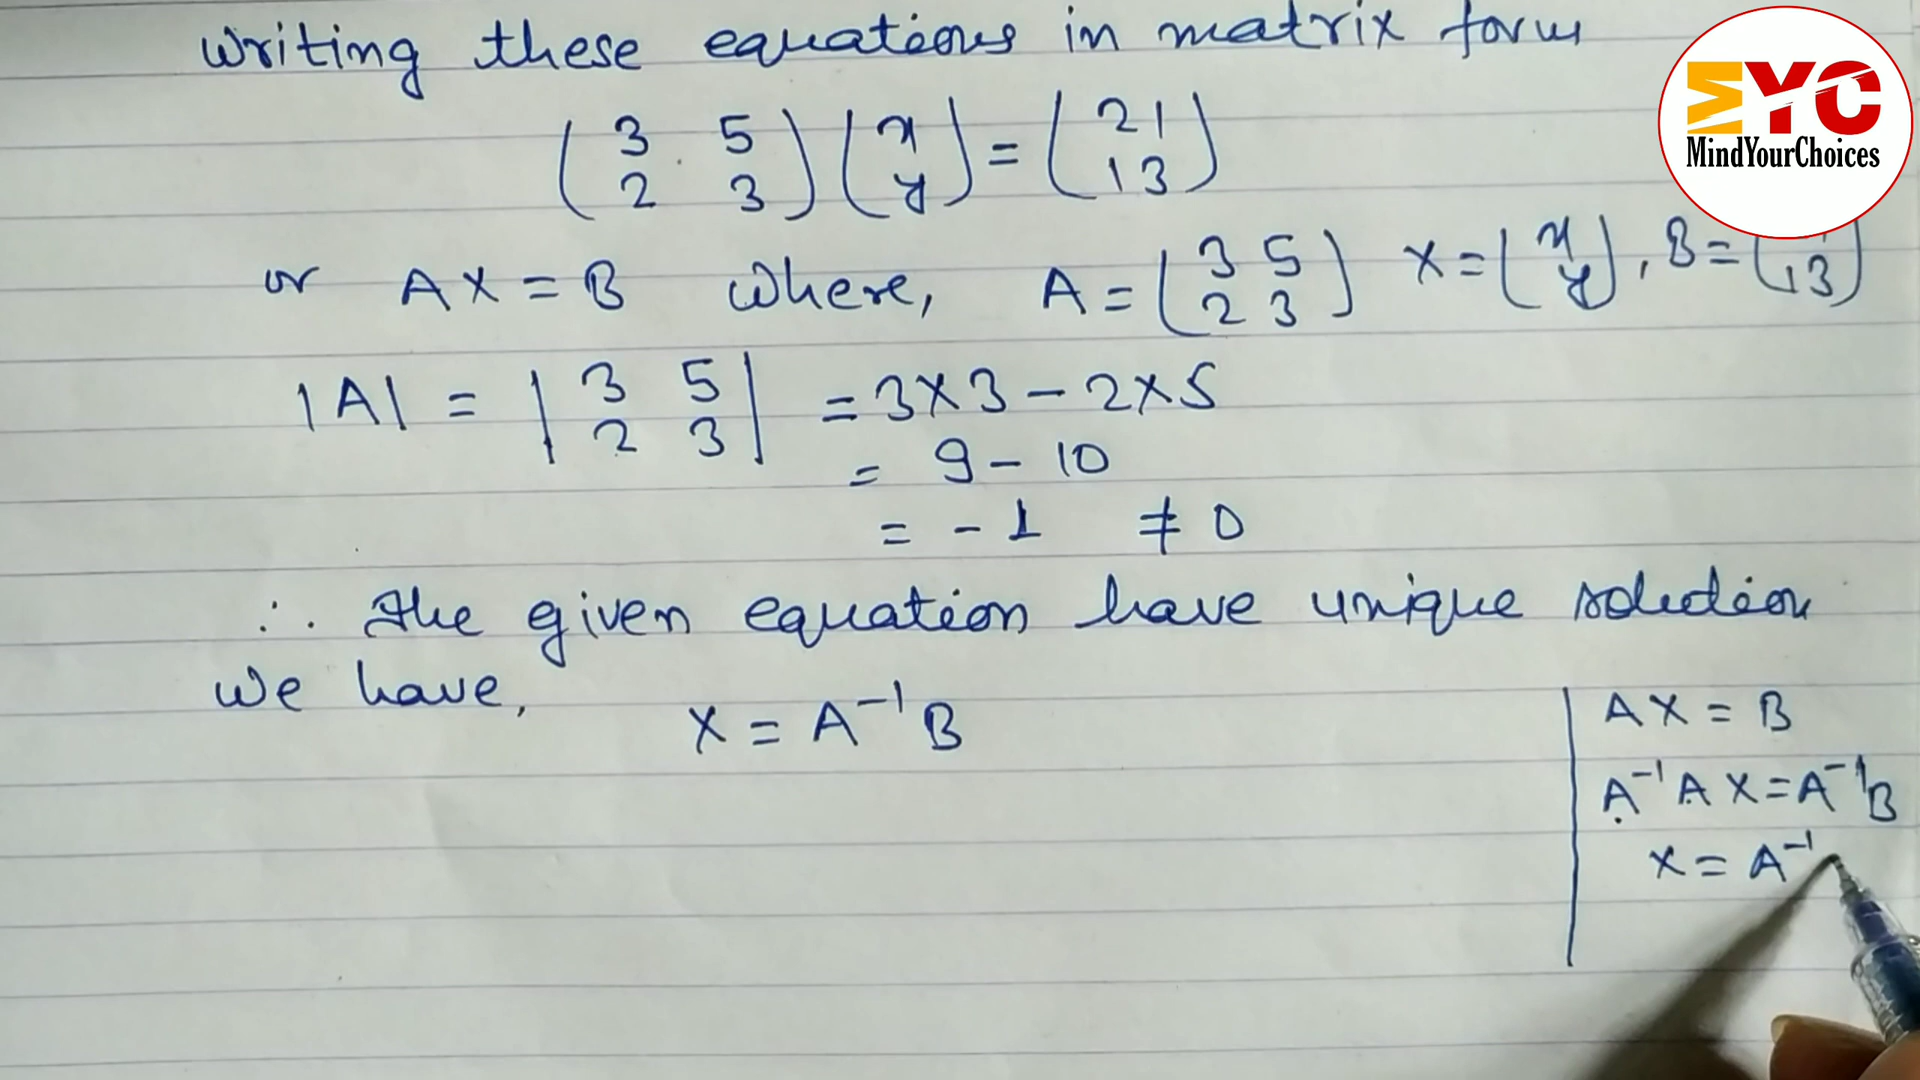 writing these equations in matrix form
MYC
MindYourChoices
( 3 5 ) ( x ) = ( 21 )
( 2 3 ) ( y )   ( 13 )
or AX = B where, A = ( 3 5 ) X = ( x ), B = (
( 2 3 ) ( y ) ( 13 )
|A| = | 3 5 | = 3×3 - 2×5
| 2 3 |
= 9 - 10
= -1 ≠ 0
∴ The given equation have unique solution
we have,
X = A⁻¹B
AX = B
A⁻¹AX = A⁻¹B
X = A⁻¹